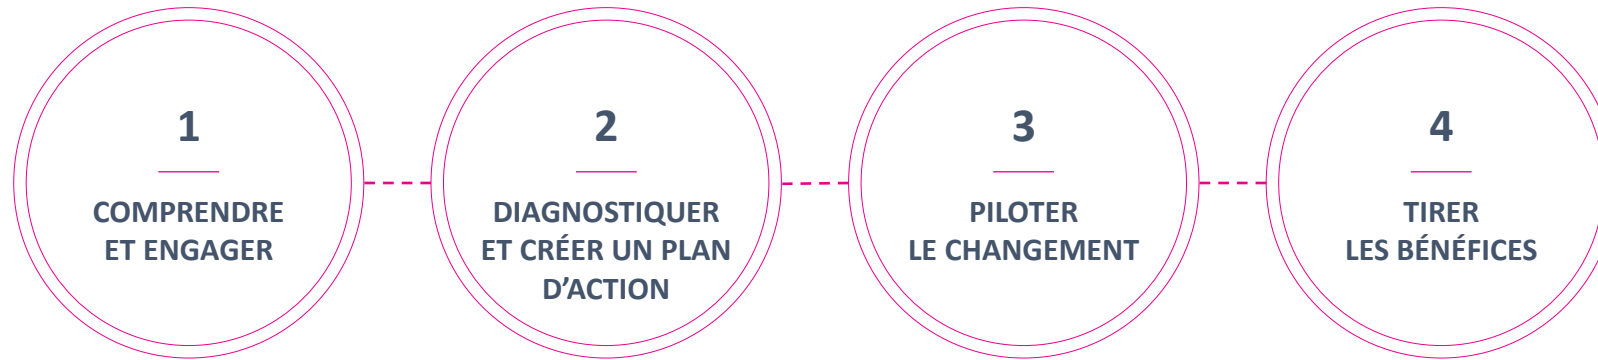 1
COMPRENDRE
ET ENGAGER
2
DIAGNOSTIQUER
ET CRÉER UN PLAN
D’ACTION
3
PILOTER
LE CHANGEMENT
4
TIRER
LES BÉNÉFICES